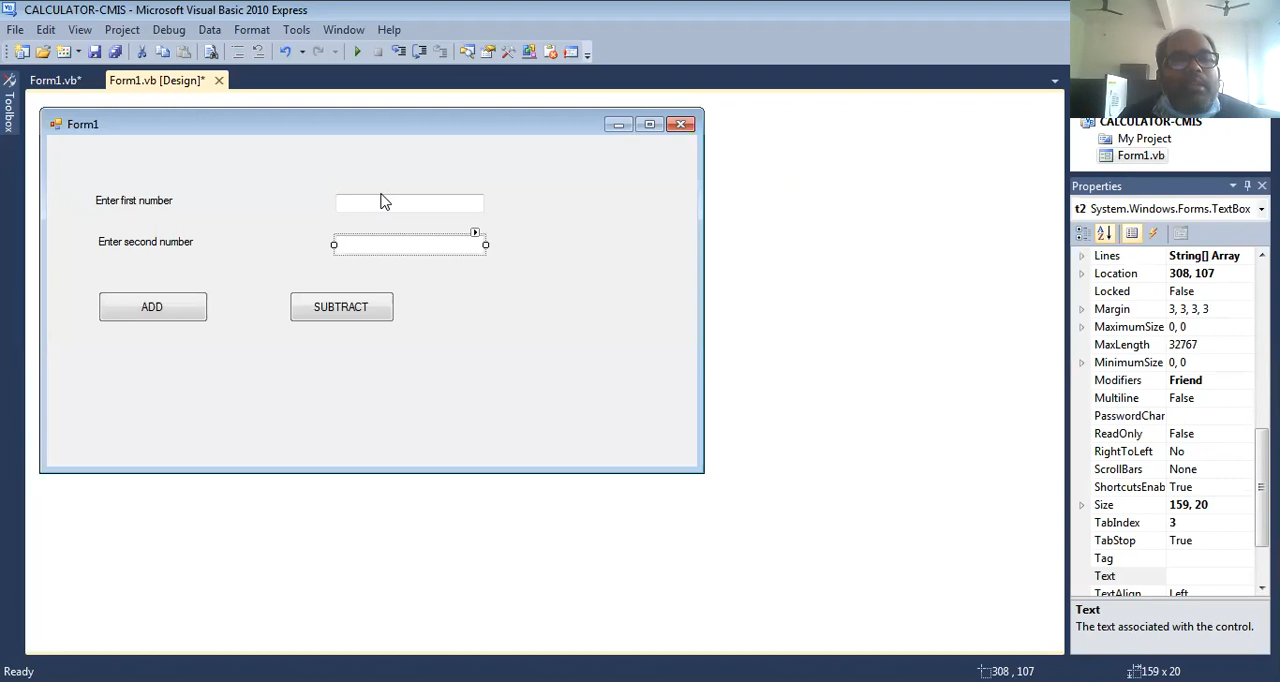 CALCULATOR-CMIS - Microsoft Visual Basic 2010 Express
File Edit View Project Debug Data Format Tools Window Help
Form1.vb* Form1.vb [Design]*
Toolbox
Form1
Enter first number
Enter second number
ADD SUBTRACT
CALCULATOR-CMIS
My Project
Form1.vb
Properties
t2 System.Windows.Forms.TextBox
Lines String[] Array
Location 308, 107
Locked False
Margin 3, 3, 3, 3
MaximumSize 0, 0
MaxLength 32767
MinimumSize 0, 0
Modifiers Friend
Multiline False
PasswordChar
ReadOnly False
RightToLeft No
ScrollBars None
ShortcutsEnab True
Size 159, 20
TabIndex 3
TabStop True
Tag
Text
TextAlign Left
Text
The text associated with the control.
Ready 308 , 107 159 x 20